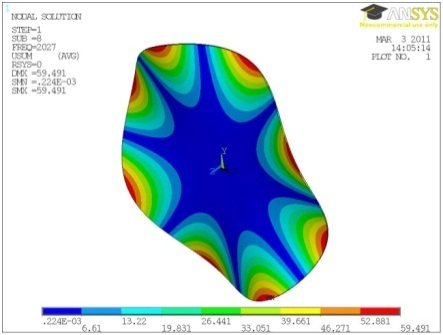 1
NODAL SOLUTION
STEP=1
SUB =8
FREQ=2027
USUM (AVG)
RSYS=0
DMX =59.491
SMN =.224E-03
SMX =59.491
ANSYS
Noncommercial use only
MAR 3 2011
14:05:14
PLOT NO. 1
Y
.224E-03 13.22 26.441 39.661 52.881
6.61 19.831 33.051 46.271 59.491